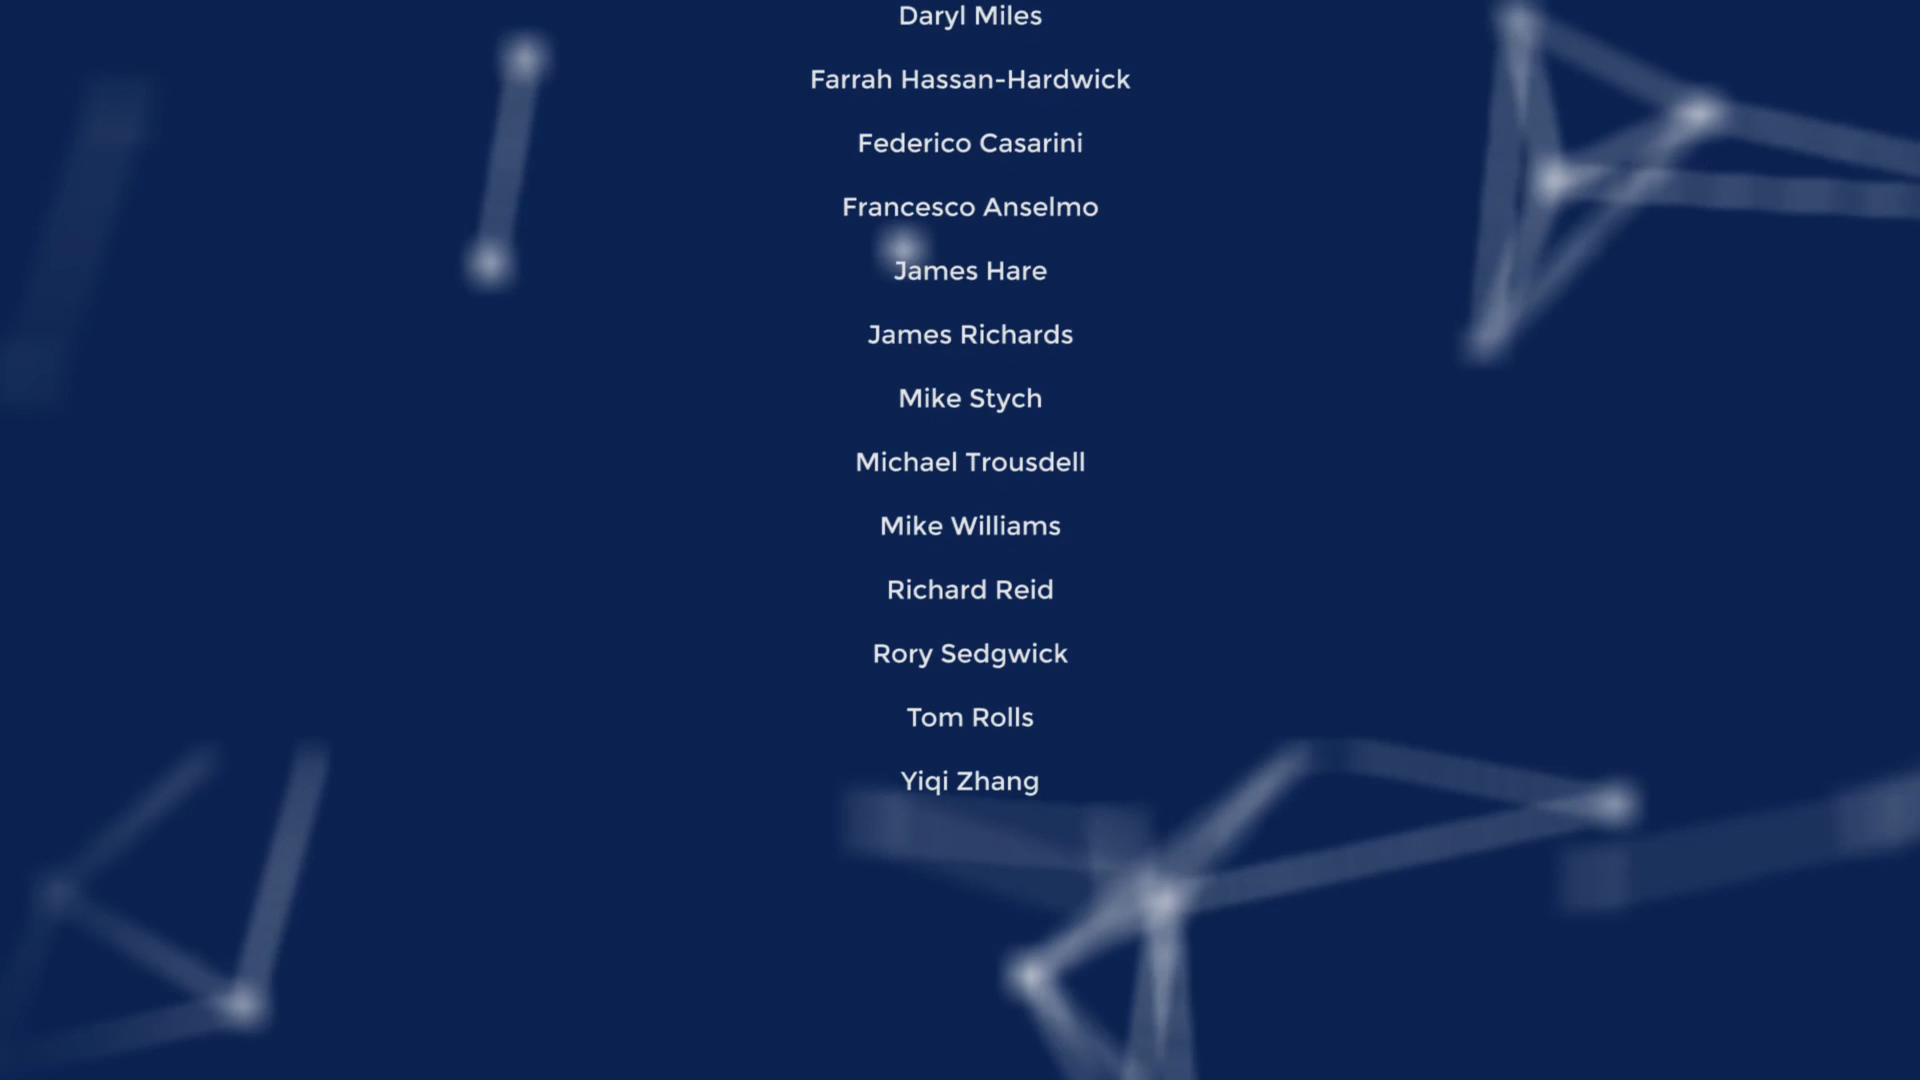 Daryl Miles
Farrah Hassan-Hardwick
Federico Casarini
Francesco Anselmo
James Hare
James Richards
Mike Stych
Michael Trousdell
Mike Williams
Richard Reid
Rory Sedgwick
Tom Rolls
Yiqi Zhang